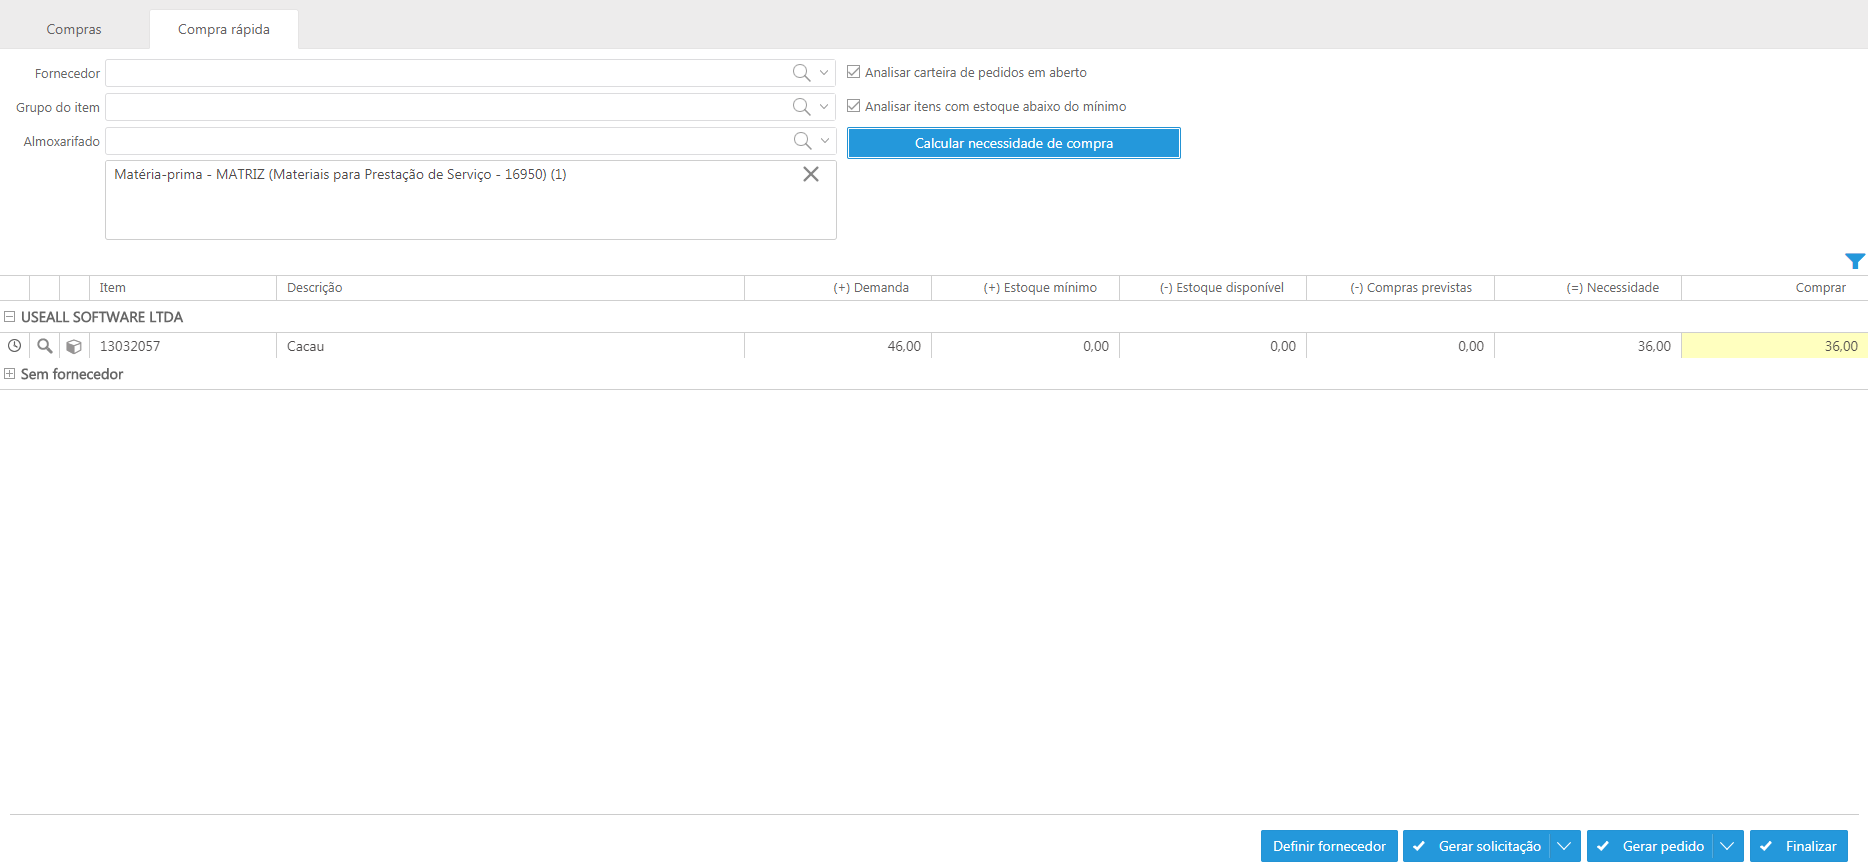 Compras Compra rápida
Fornecedor Analisar carteira de pedidos em aberto
Grupo do item Analisar itens com estoque abaixo do mínimo
Almoxarifado Calcular necessidade de compra
Matéria-prima - MATRIZ (Materiais para Prestação de Serviço - 16950) (1)
Item Descrição (+) Demanda (+) Estoque mínimo (-) Estoque disponível (-) Compras previstas (=) Necessidade Comprar
USEALL SOFTWARE LTDA
13032057 Cacau 46,00 0,00 0,00 0,00 36,00 36,00
Sem fornecedor
Definir fornecedor Gerar solicitação Gerar pedido Finalizar